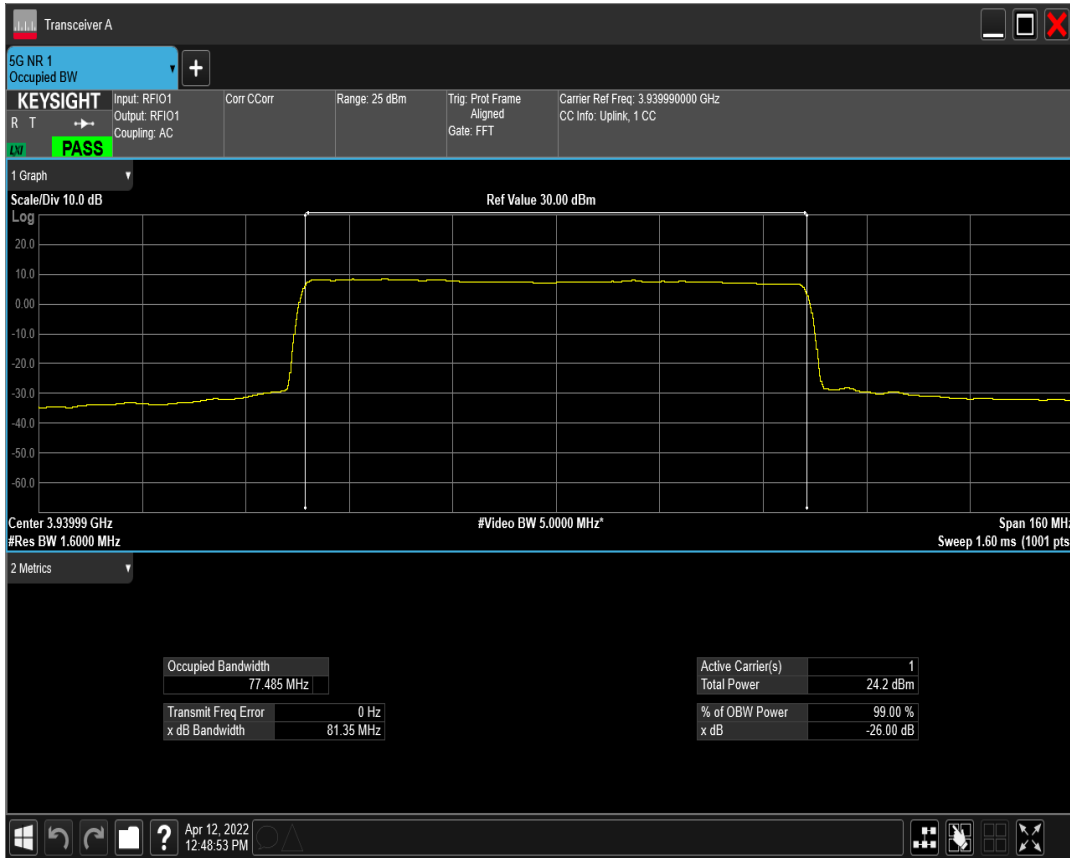 Transceiver A
5G NR 1
Occupied BW
KEYSIGHT
R T
LXI
PASS
Input: RFIO1
Output: RFIO1
Coupling: AC
Corr CCorr
Range: 25 dBm
Trig: Prot Frame
Aligned
Gate: FFT
Carrier Ref Freq: 3.939990000 GHz
CC Info: Uplink, 1 CC
1 Graph
Scale/Div 10.0 dB
Ref Value 30.00 dBm
Log
20.0
10.0
0.00
-10.0
-20.0
-30.0
-40.0
-50.0
-60.0
Center 3.93999 GHz
#Video BW 5.0000 MHz*
Span 160 MHz
#Res BW 1.6000 MHz
Sweep 1.60 ms (1001 pts
2 Metrics
Occupied Bandwidth
77.485 MHz
Transmit Freq Error 0 Hz
x dB Bandwidth 81.35 MHz
Active Carrier(s) 1
Total Power 24.2 dBm
% of OBW Power 99.00 %
x dB -26.00 dB
?
Apr 12, 2022
12:48:53 PM